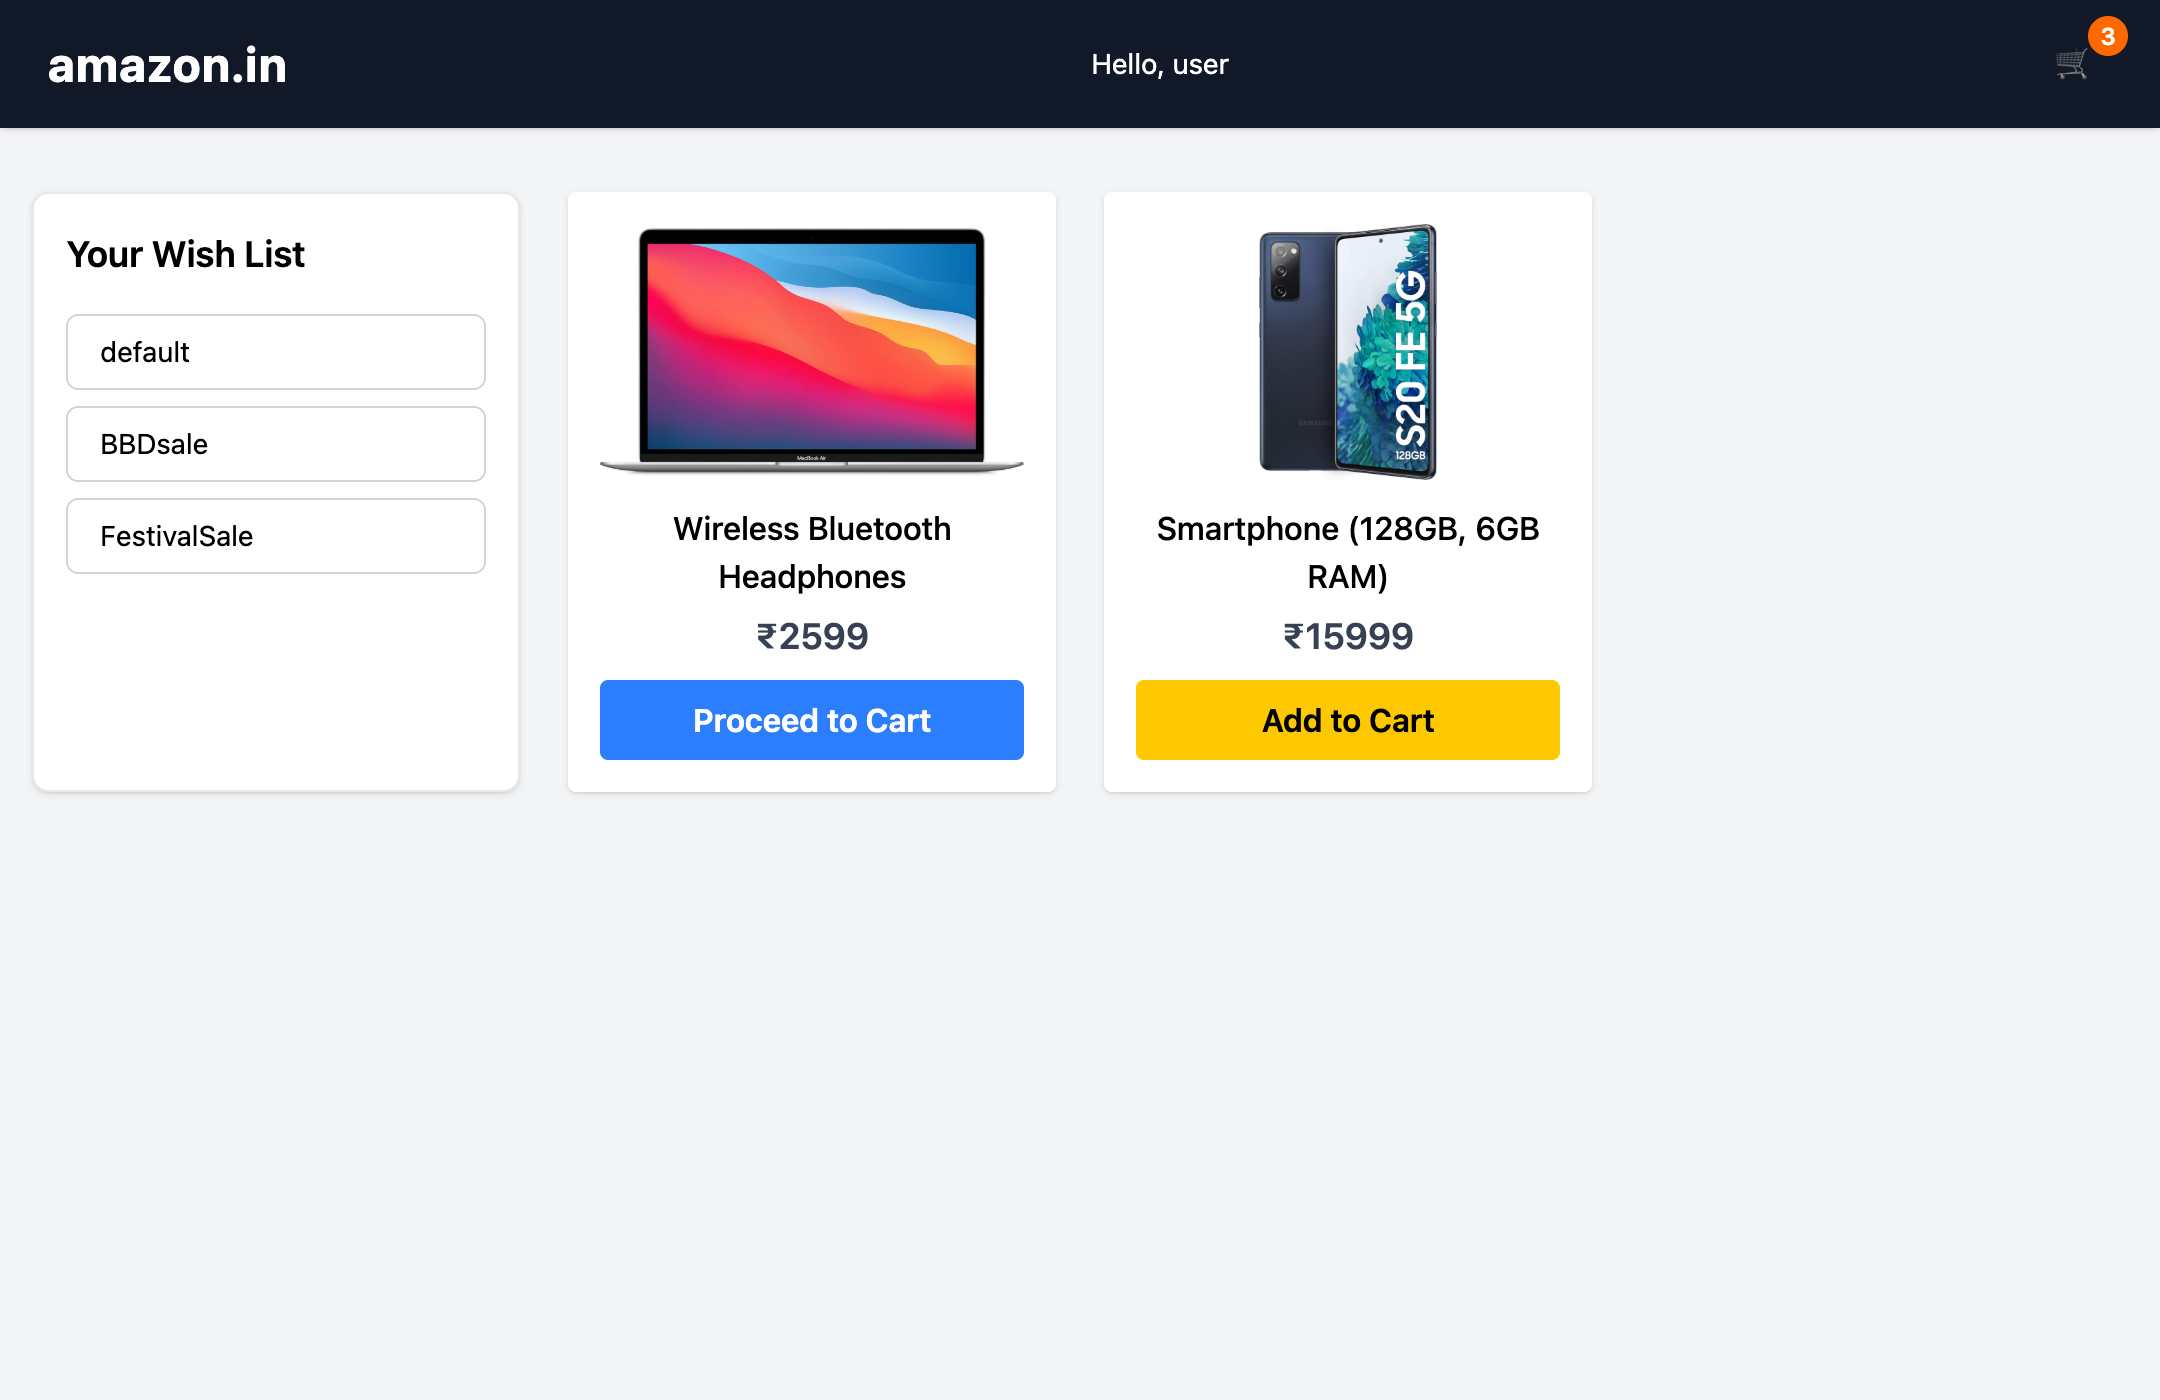 amazon.in
Hello, user
3
Your Wish List
default
BBDsale
FestivalSale
MacBook Air
Wireless Bluetooth
Headphones
₹2599
Proceed to Cart
SAMSUNG
S20 FE 5G
128GB
Smartphone (128GB, 6GB
RAM)
₹15999
Add to Cart